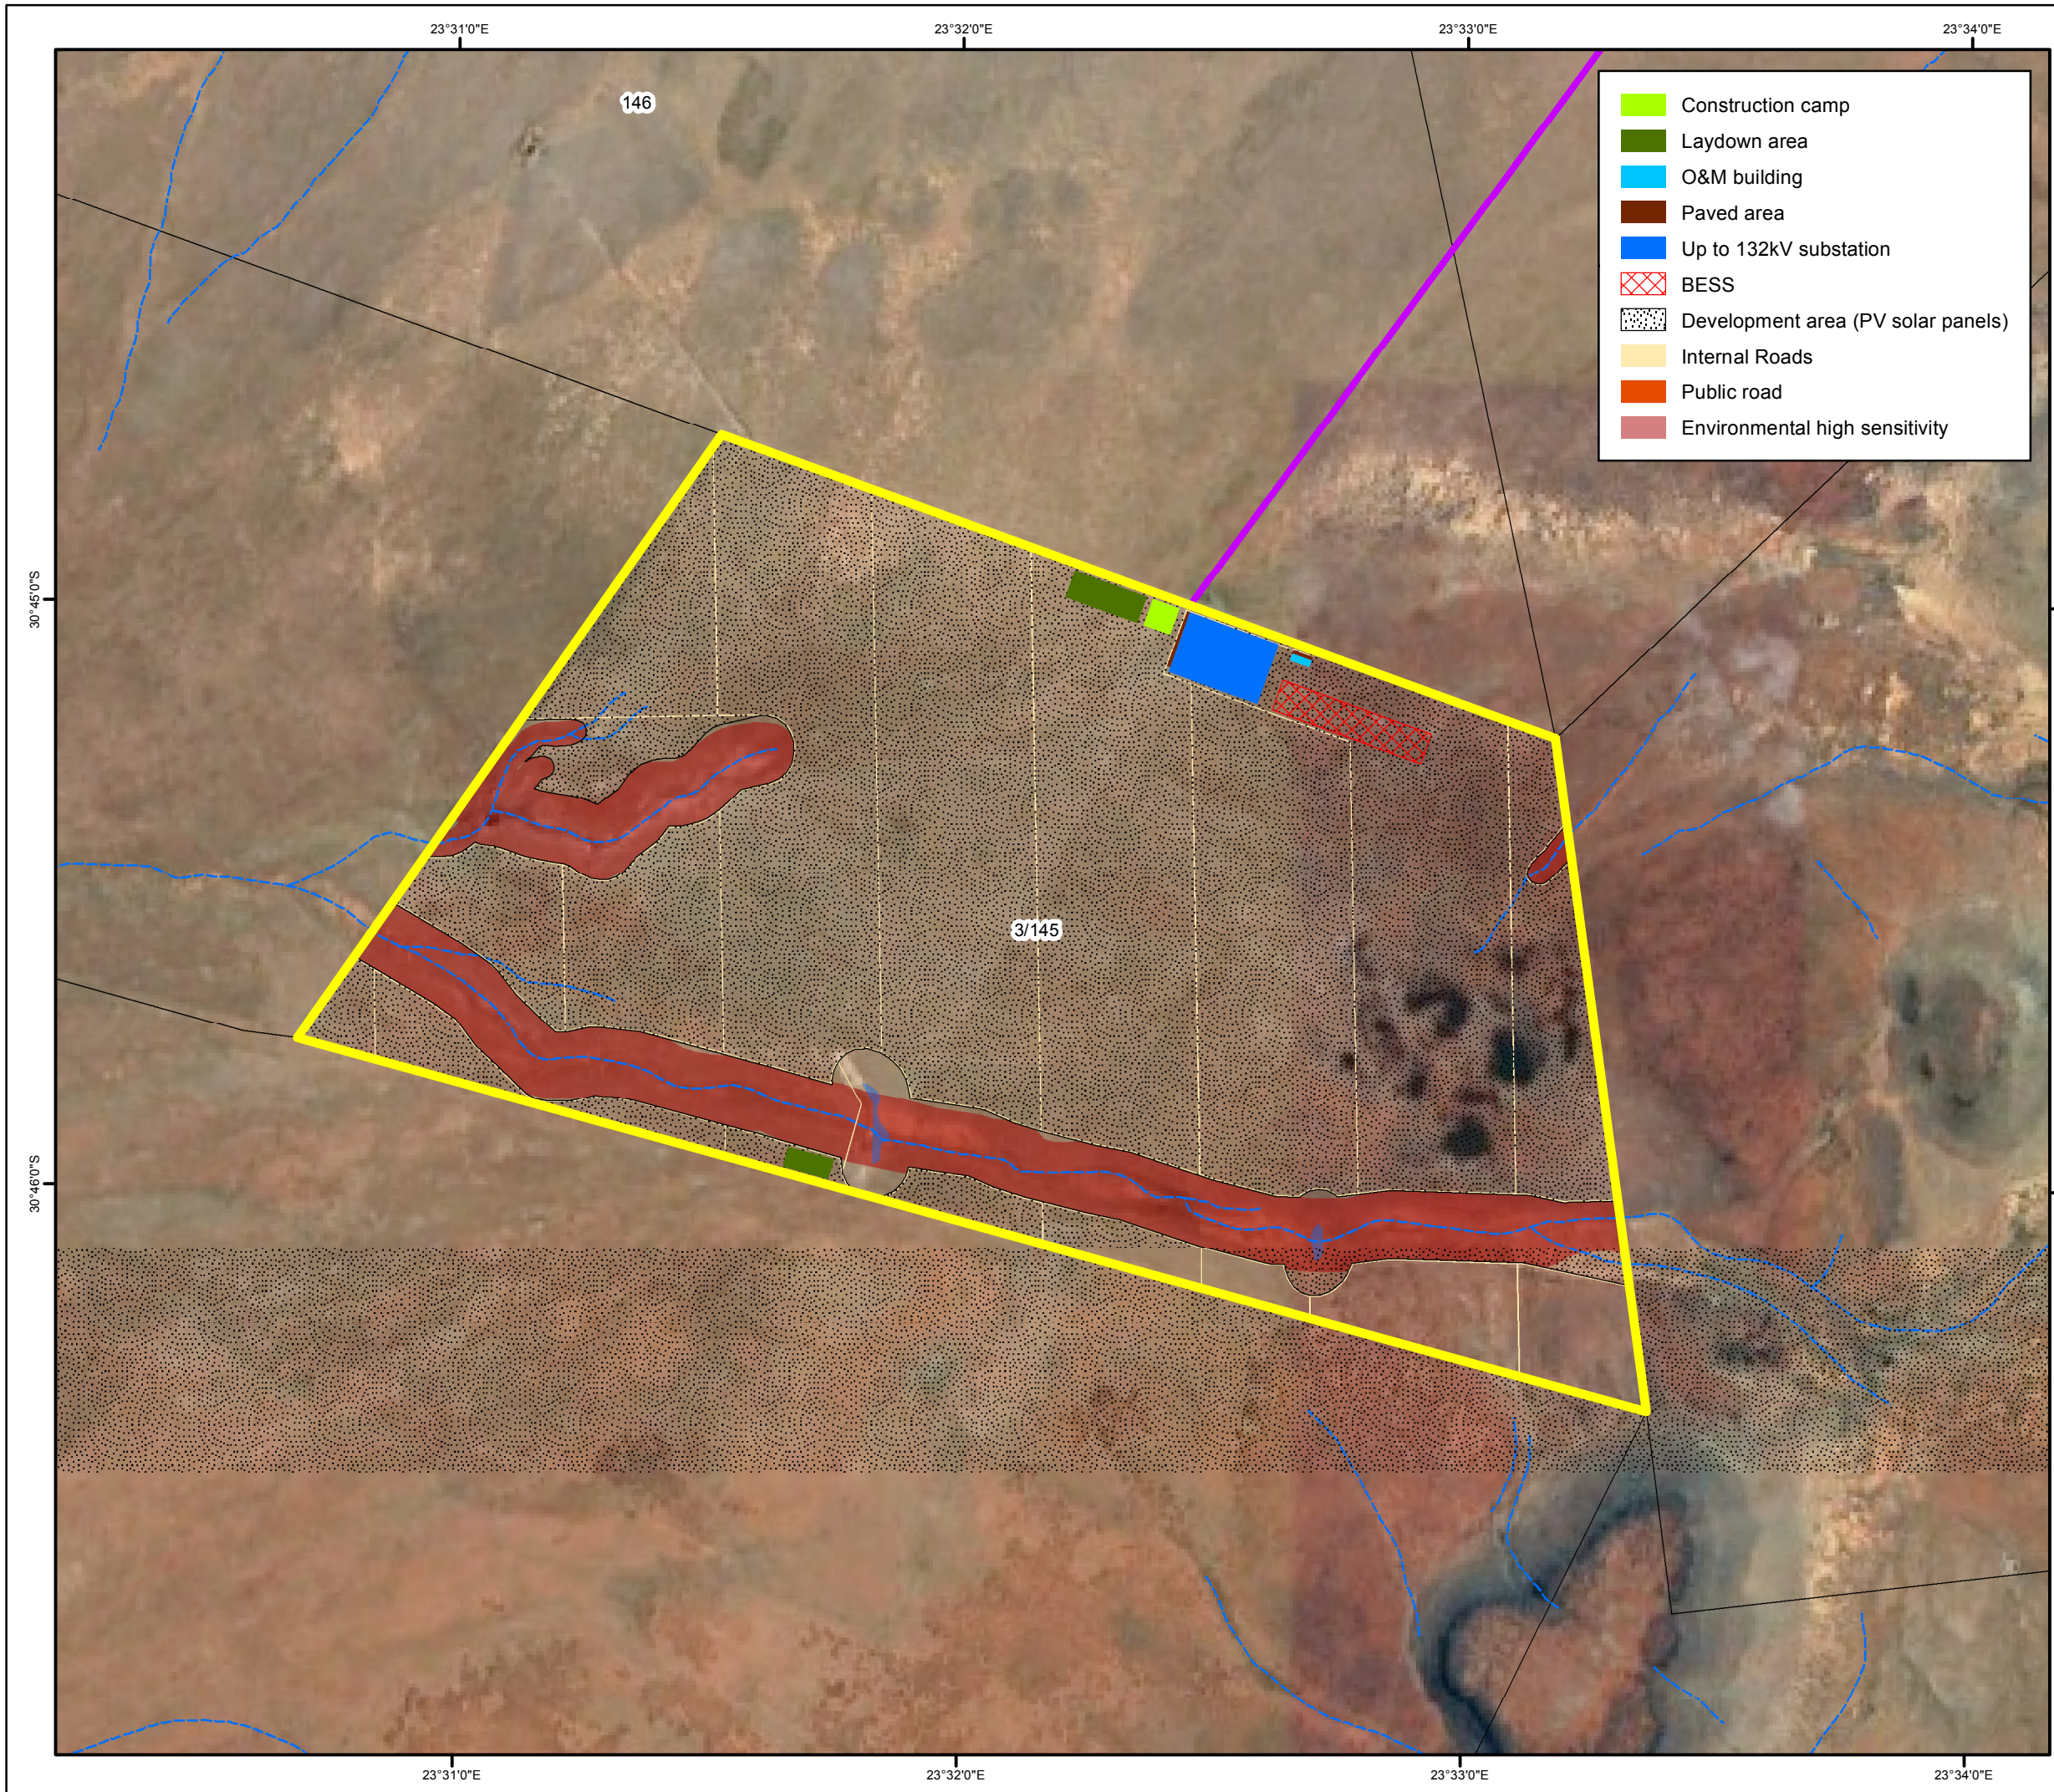 23°31'0"E 23°32'0"E 23°33'0"E 23°34'0"E
146
Construction camp
Laydown area
O&M building
Paved area
Up to 132kV substation
BESS
Development area (PV solar panels)
Internal Roads
Public road
Environmental high sensitivity
30°45'0"S
3/145
30°46'0"S
23°31'0"E 23°32'0"E 23°33'0"E 23°34'0"E